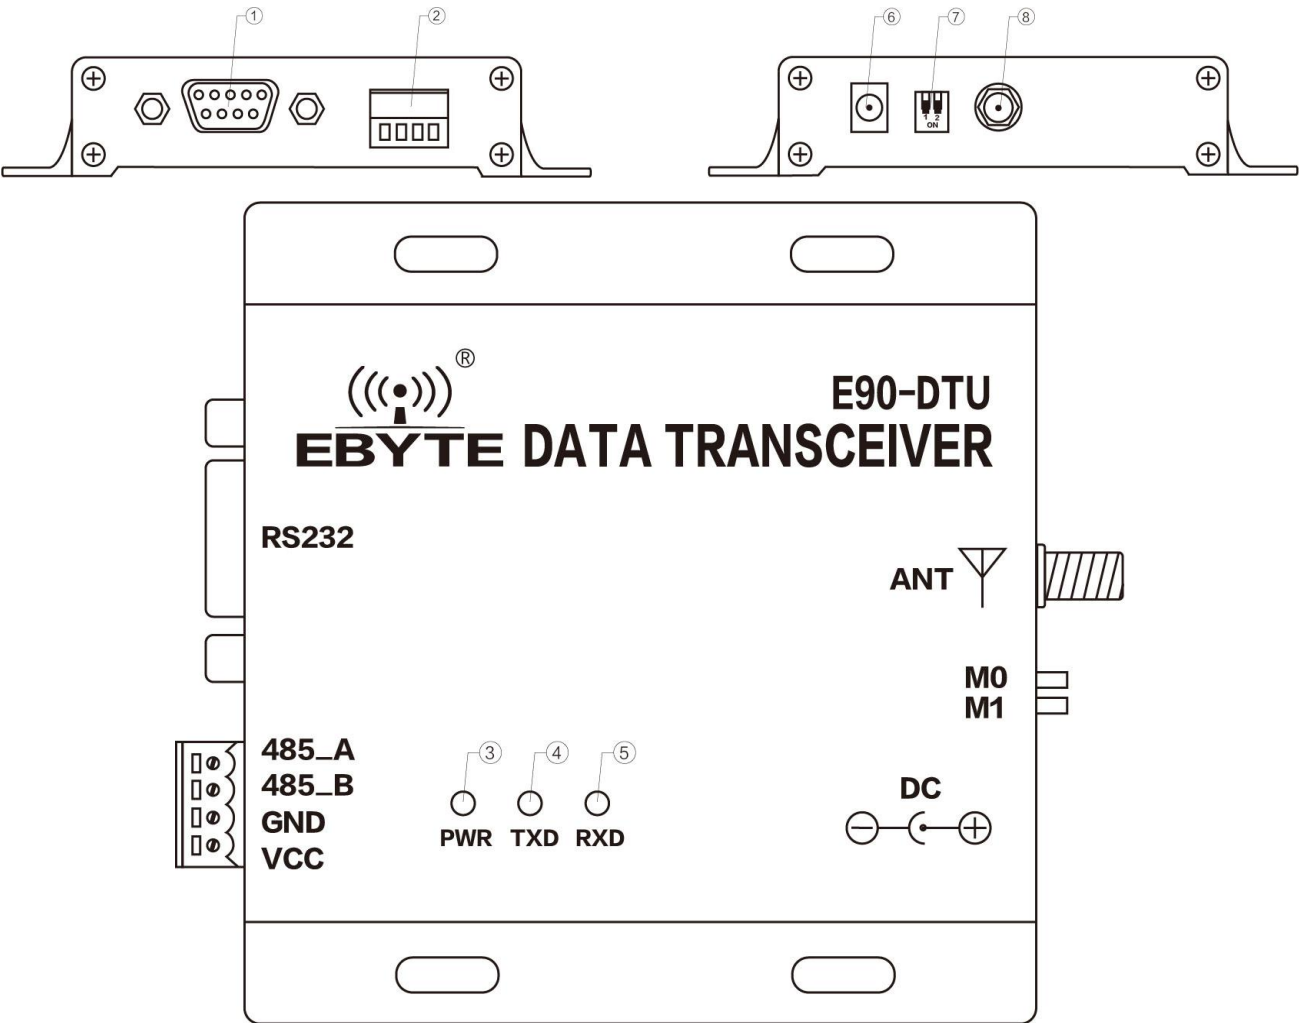 ① ② ⑥ ⑦ ⑧
1 2
ON
®
EBYTE
E90-DTU
DATA TRANSCEIVER
RS232
ANT
M0
M1
485_A
485_B
GND
VCC
③ ④ ⑤
PWR TXD RXD
DC